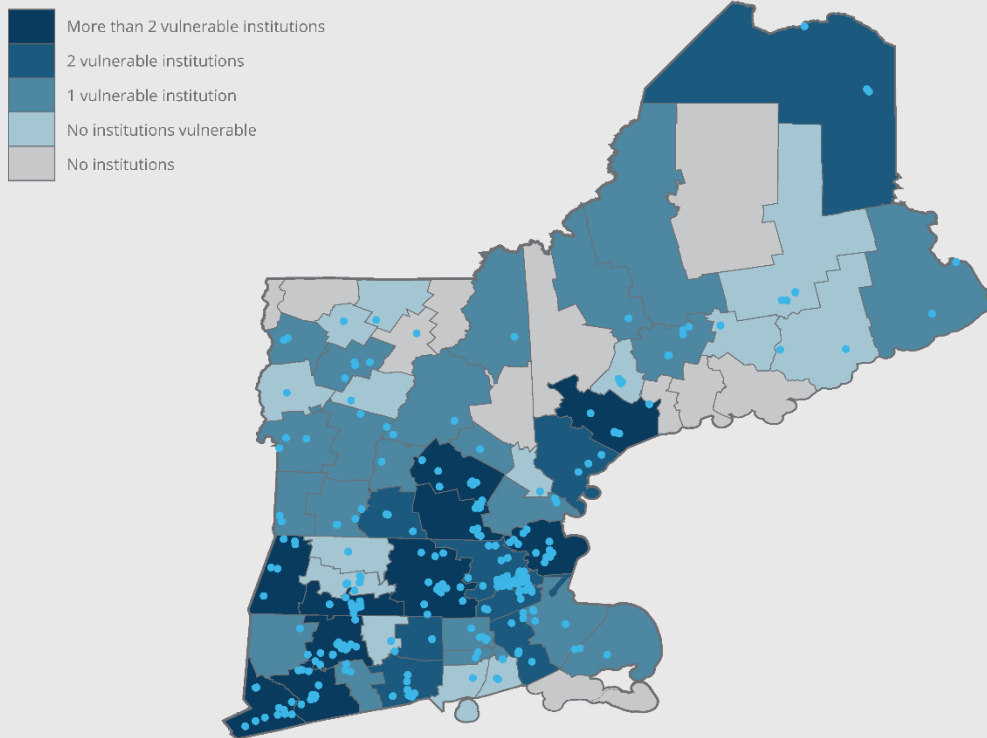 More than 2 vulnerable institutions
2 vulnerable institutions
1 vulnerable institution
No institutions vulnerable
No institutions